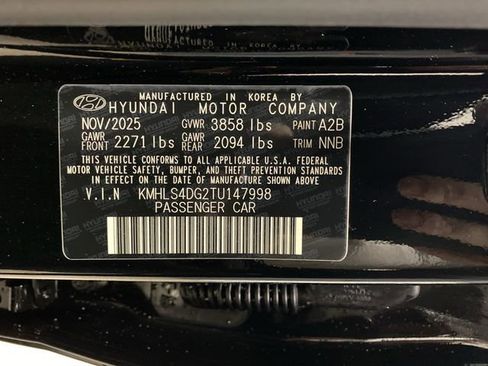 MANUFACTURED IN KOREA BY
HYUNDAI MOTOR COMPANY
NOV/2025 GVWR 3858 lbs PAINT A2B
GAWR FRONT 2271 lbs GAWR REAR 2094 lbs TRIM NNB
THIS VEHICLE CONFORMS TO ALL APPLICABLE U.S.A. FEDERAL
MOTOR VEHICLE SAFETY, BUMPER, AND THEFT PREVENTION
STANDARDS IN EFFECT ON THE DATE OF MANUFACTURE SHOWN ABOVE.
V.I.N KMHLS4DG2TU147998
PASSENGER CAR